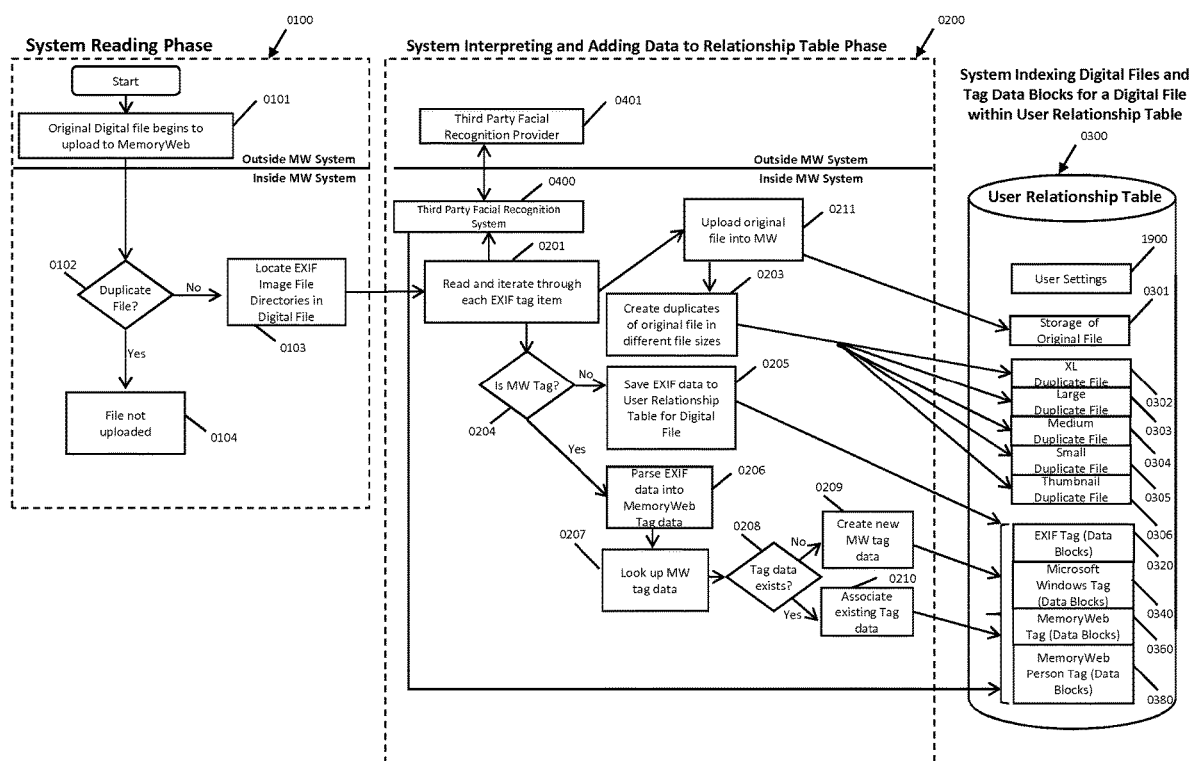 0100
0200
System Reading Phase
System Interpreting and Adding Data to Relationship Table Phase
System Indexing Digital Files and
Tag Data Blocks for a Digital File
within User Relationship Table
0300
Start
0101
Original Digital file begins to
upload to MemoryWeb
Outside MW System
Inside MW System
0102
Duplicate
File?
No
Locate EXIF
Image File
Directories in
Digital File
0103
Yes
File not
uploaded
0104
Third Party Facial
Recognition Provider
0401
Outside MW System
Inside MW System
0400
Third Party Facial Recognition
System
0201
Read and iterate through
each EXIF tag item
Upload original
file into MW
0211
0203
Create duplicates
of original file in
different file sizes
Is MW Tag?
0204
No
Save EXIF data to
User Relationship
Table for Digital
File
0205
Yes
Parse EXIF
data into
MemoryWeb
Tag data
0206
0207
Look up MW
tag data
0208
Tag data
exists?
No
0209
Create new
MW tag
data
Yes
0210
Associate
existing Tag
data
User Relationship Table
1900
User Settings
0301
Storage of
Original File
XL
Duplicate File
0302
Large
Duplicate File
0303
Medium
Duplicate File
0304
Small
Duplicate File
0305
Thumbnail
Duplicate File
0306
EXIF Tag (Data
Blocks)
0320
Microsoft
Windows Tag
(Data Blocks)
0340
MemoryWeb
Tag (Data Blocks)
0360
MemoryWeb
Person Tag (Data
Blocks)
0380